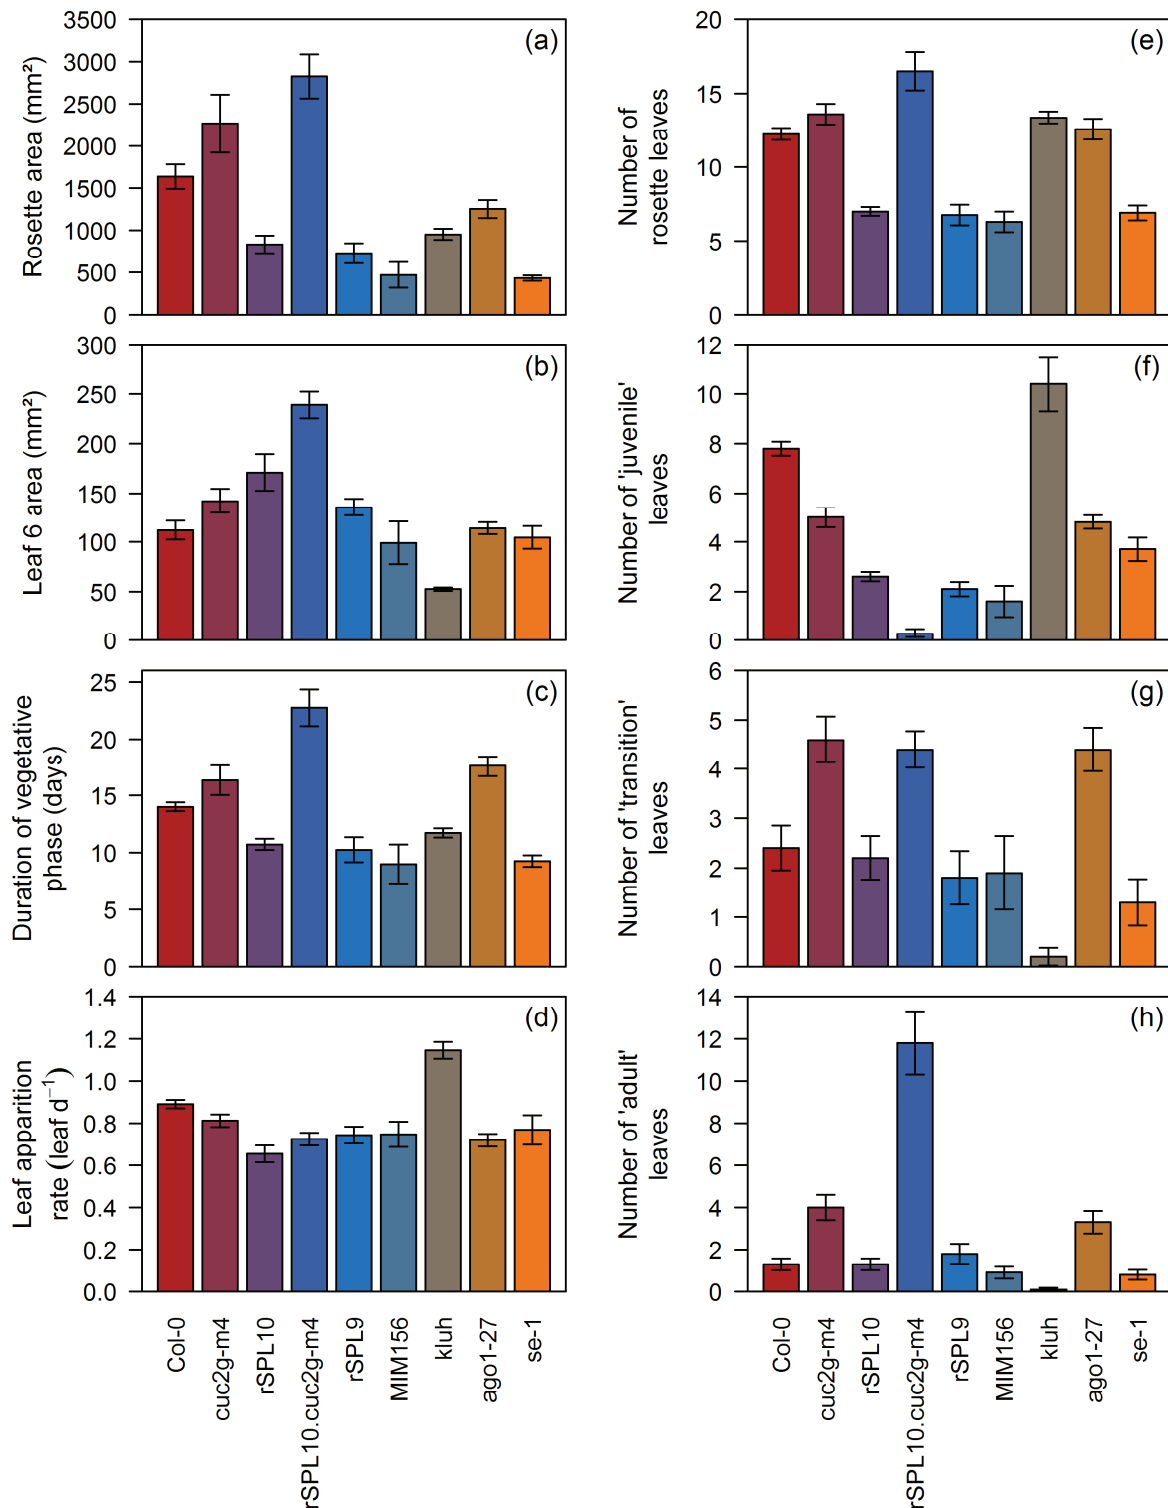 (a)
Rosette area (mm²)
3500
3000
2500
2000
1500
1000
500
0
(b)
Leaf 6 area (mm²)
300
250
200
150
100
50
0
(c)
Duration of vegetative
phase (days)
25
20
15
10
5
0
(d)
Leaf apparition
rate (leaf d⁻¹)
1.4
1.2
1.0
0.8
0.6
0.4
0.2
0.0
Col-0
cuc2g-m4
rSPL10
rSPL10.cuc2g-m4
rSPL9
MIM156
kluh
ago1-27
se-1
(e)
Number of
rosette leaves
20
15
10
5
0
(f)
Number of 'juvenile'
leaves
12
10
8
6
4
2
0
(g)
Number of 'transition'
leaves
6
5
4
3
2
1
0
(h)
Number of 'adult'
leaves
14
12
10
8
6
4
2
0
Col-0
cuc2g-m4
rSPL10
rSPL10.cuc2g-m4
rSPL9
MIM156
kluh
ago1-27
se-1